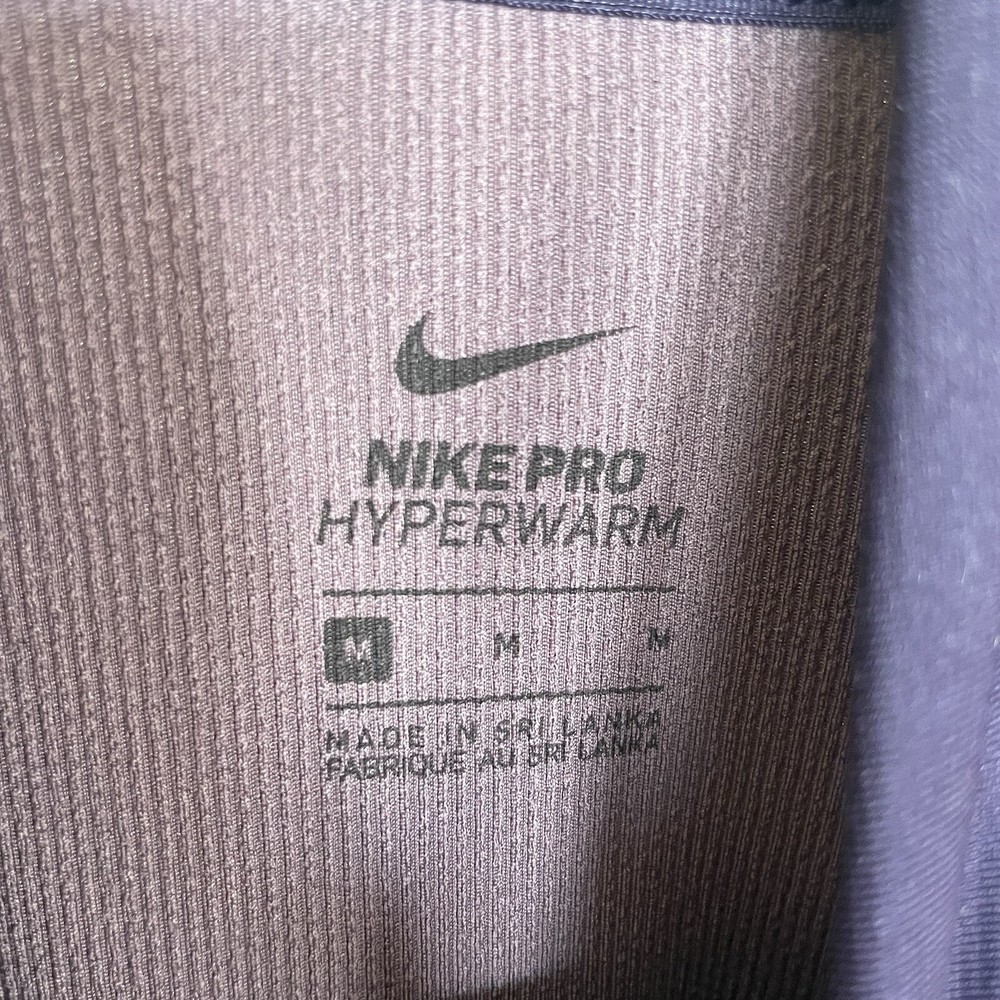 NIKE PRO
HYPERWARM
M M M
MADE IN SRI LANKA
FABRIQUE AU SRI LANKA